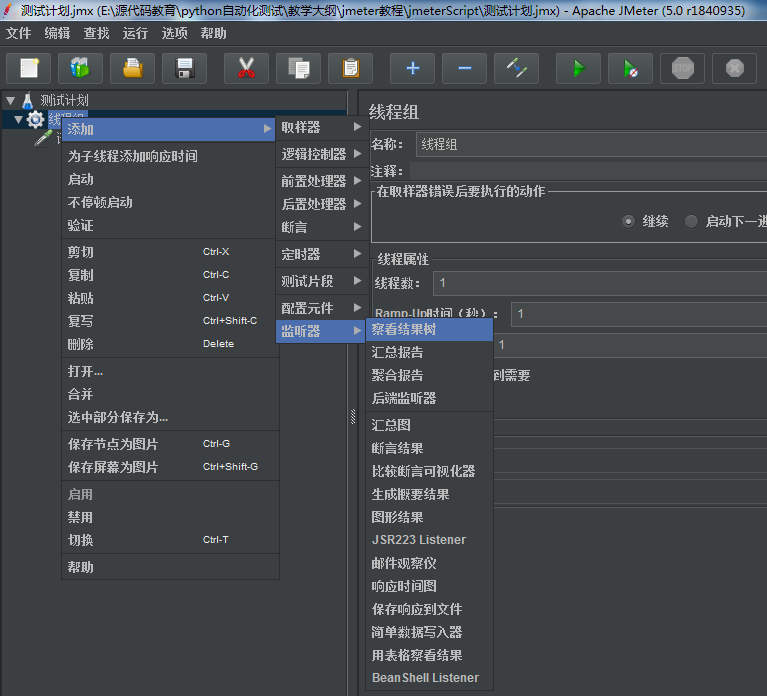 测试计划.jmx (E:\源代码教育\python自动化测试\教学大纲\jmeter教程\jmeterScript\测试计划.jmx) - Apache JMeter (5.0 r1840935)
文件 编辑 查找 运行 选项 帮助
STOP
测试计划
线程组
添加
为子线程添加响应时间
启动
不停顿启动
验证
剪切 Ctrl-X
复制 Ctrl-C
粘贴 Ctrl-V
复写 Ctrl+Shift-C
删除 Delete
打开...
合并
选中部分保存为...
保存节点为图片 Ctrl-G
保存屏幕为图片 Ctrl+Shift-G
启用
禁用
切换 Ctrl-T
帮助
取样器
逻辑控制器
前置处理器
后置处理器
断言
定时器
测试片段
配置元件
监听器
察看结果树
汇总报告
聚合报告
后端监听器
汇总图
断言结果
比较断言可视化器
生成概要结果
图形结果
JSR223 Listener
邮件观察仪
响应时间图
保存响应到文件
简单数据写入器
用表格察看结果
BeanShell Listener
线程组
名称： 线程组
注释：
在取样器错误后要执行的动作
继续 启动下一进
线程属性
线程数： 1
Ramp-Up时间（秒）： 1
1
到需要